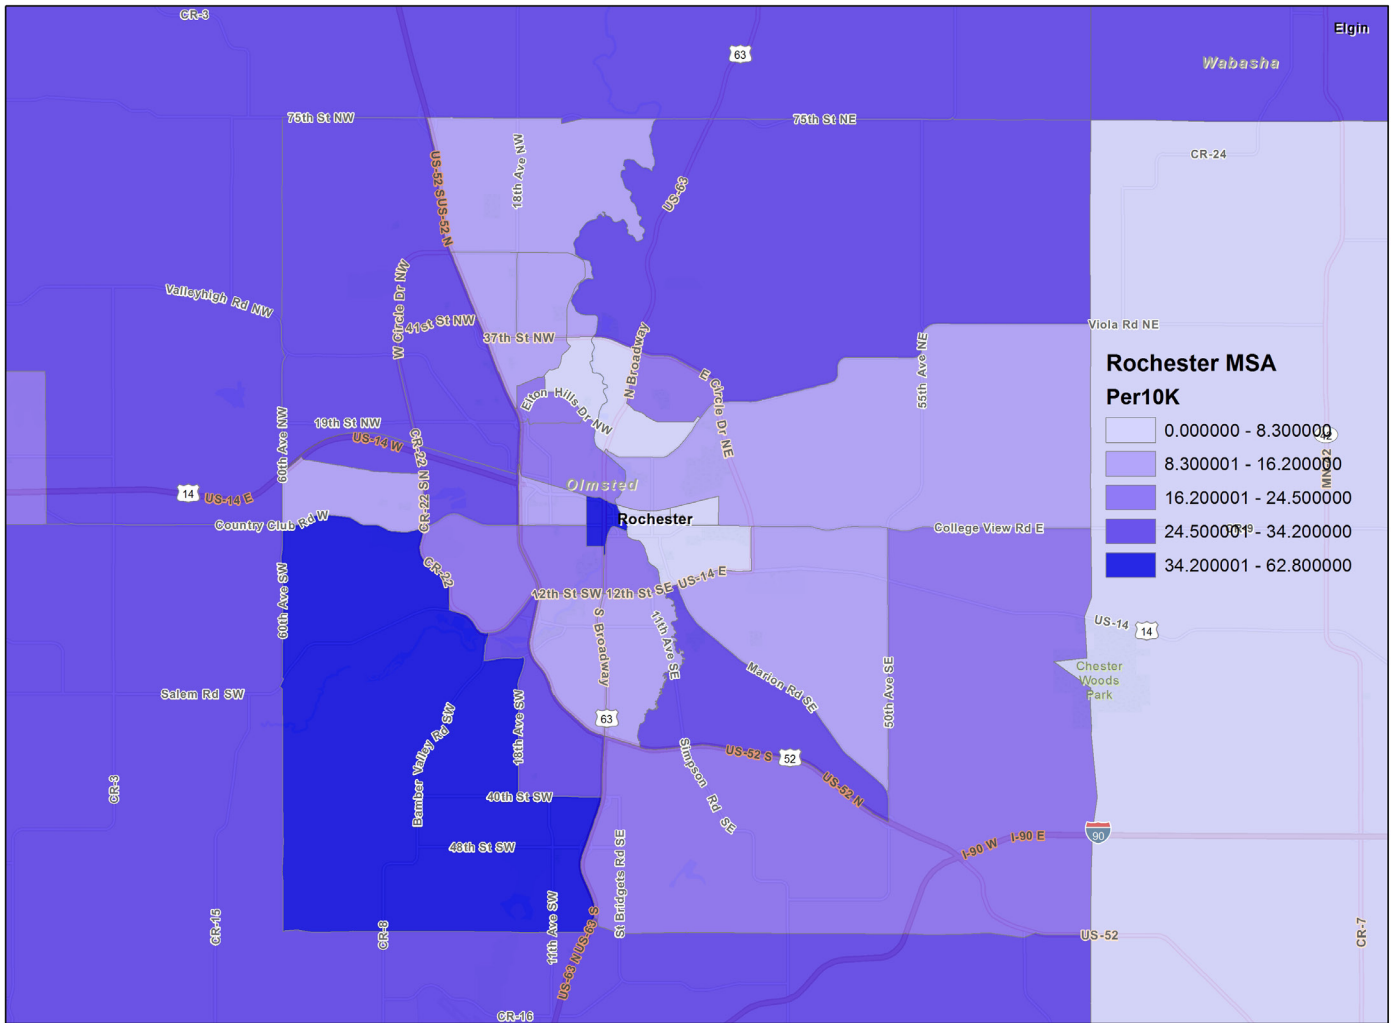 CR-3
Elgin
63
Wabasha
75th St NW
75th St NE
CR-24
18th Ave NW
US-52 S
US-52 N
US-63
W Circle Dr NW
Valleyhigh Rd NW
41st St NW
37th St NW
N Broadway
55th Ave NE
Viola Rd NE
Rochester MSA
Per10K
0.000000 - 8.300000
8.300001 - 16.200000
16.200001 - 24.500000
24.500001 - 34.200000
34.200001 - 62.800000
E Circle Dr NE
Elton Hills Dr NW
60th Ave NW
19th St NW
US-14 W
CR-22 S
CR-22 N
42
MN-42
14
US-14 E
Olmsted
Rochester
Country Club Rd W
College View Rd E
CR-9
CR-22
60th Ave SW
12th St SW
12th St SE
US-14 E
US-14
14
S Broadway
11th Ave SE
Marion Rd SE
50th Ave SE
Chester
Woods
Park
Salem Rd SW
Bamber Valley Rd SW
18th Ave SW
63
Simpson Rd SE
US-52 S
52
US-52 N
CR-3
40th St SW
48th St SW
St Bridgets Rd SE
I-90 W
I-90 E
90
CR-15
CR-8
11th Ave SW
US-63 N
US-63 S
US-52
CR-7
CR-16